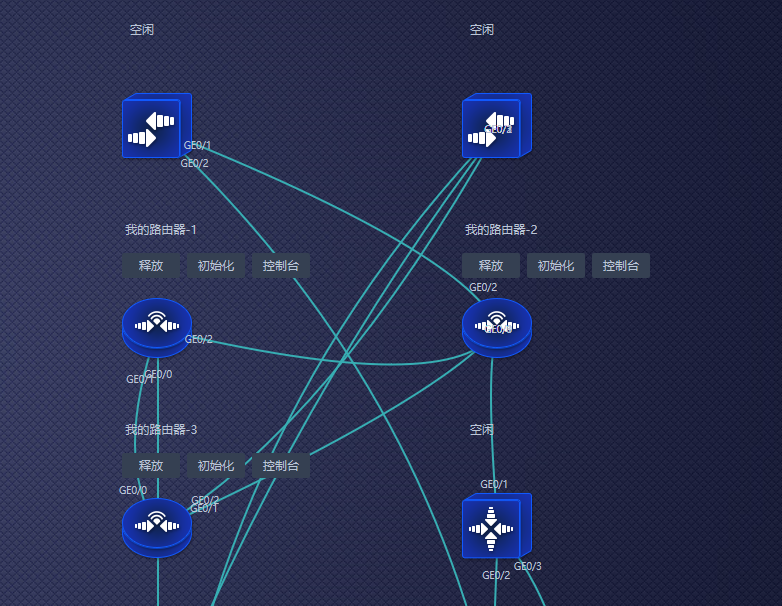 空闲
空闲
GE0/1
GE0/2
我的路由器-1
我的路由器-2
释放 初始化 控制台
释放 初始化 控制台
GE0/2
GE0/2
GE0/1
GE0/0
我的路由器-3
空闲
释放 初始化 控制台
GE0/0
GE0/2
GE0/1
GE0/1
GE0/2
GE0/3